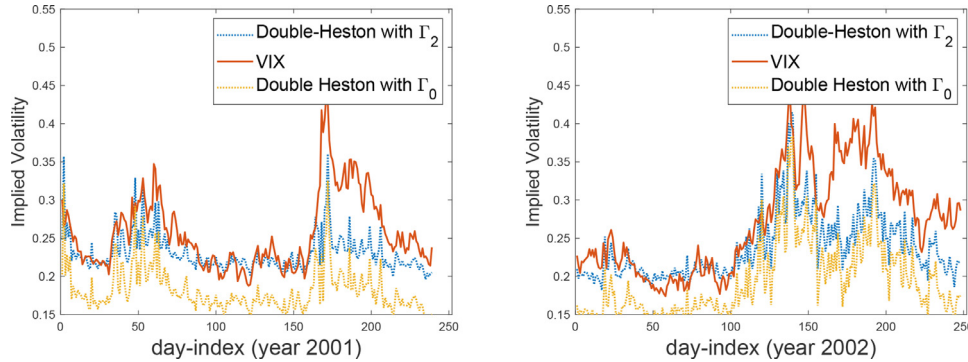 0.55
0.5
0.45
0.4
0.35
0.3
0.25
0.2
0.15
Implied Volatility
Double-Heston with Γ2
VIX
Double Heston with Γ0
0 50 100 150 200 250
day-index (year 2001)
0.55
0.5
0.45
0.4
0.35
0.3
0.25
0.2
0.15
Implied Volatility
Double-Heston with Γ2
VIX
Double Heston with Γ0
0 50 100 150 200 250
day-index (year 2002)